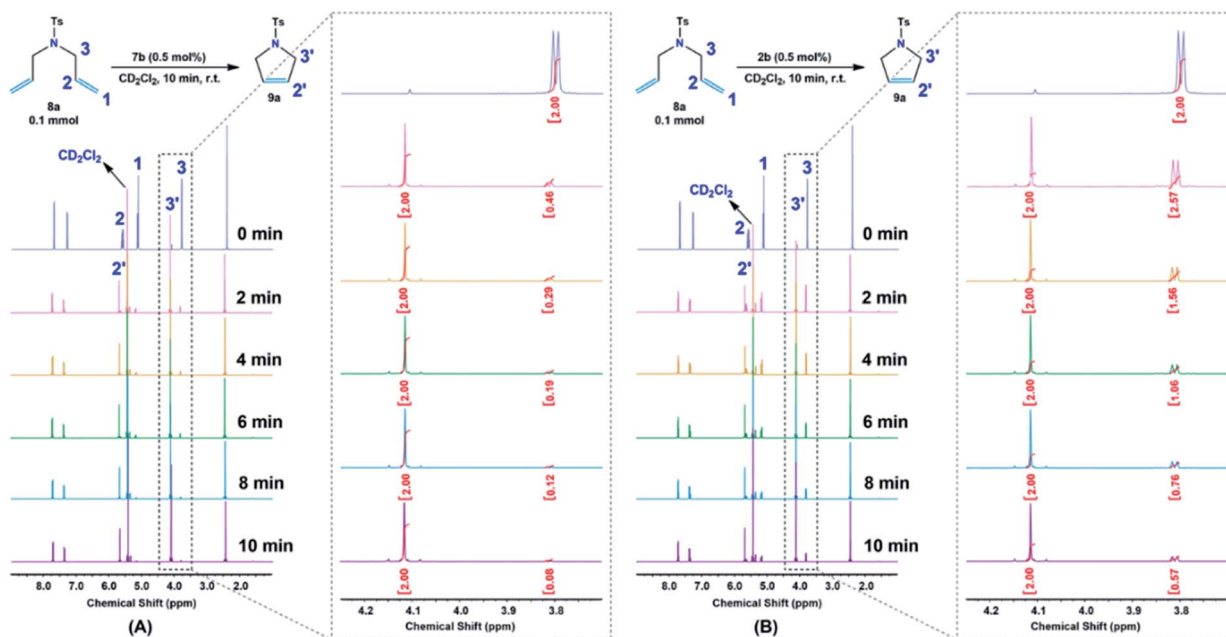 Ts
N
3
2
1
8a
0.1 mmol
7b (0.5 mol%)
CD2Cl2, 10 min, r.t.
Ts
N
3'
2'
9a
CD2Cl2
1
3
2
3'
2'
0 min
2 min
4 min
6 min
8 min
10 min
8.0 7.0 6.0 5.0 4.0 3.0 2.0
Chemical Shift (ppm)
(A)
[2.00
[2.00 [0.46
[2.00 [0.29
[2.00 [0.19
[2.00 [0.12
[2.00 [0.08
4.2 4.1 4.0 3.9 3.8
Chemical Shift (ppm)
Ts
N
3
2
1
8a
0.1 mmol
2b (0.5 mol%)
CD2Cl2, 10 min, r.t.
Ts
N
3'
2'
9a
CD2Cl2
1
3
2
3'
2'
0 min
2 min
4 min
6 min
8 min
10 min
8.0 7.0 6.0 5.0 4.0 3.0 2.0
Chemical Shift (ppm)
(B)
[2.00
[2.00 [2.57
[2.00 [1.56
[2.00 [1.06
[2.00 [0.76
[2.00 [0.57
4.2 4.1 4.0 3.9 3.8
Chemical Shift (ppm)